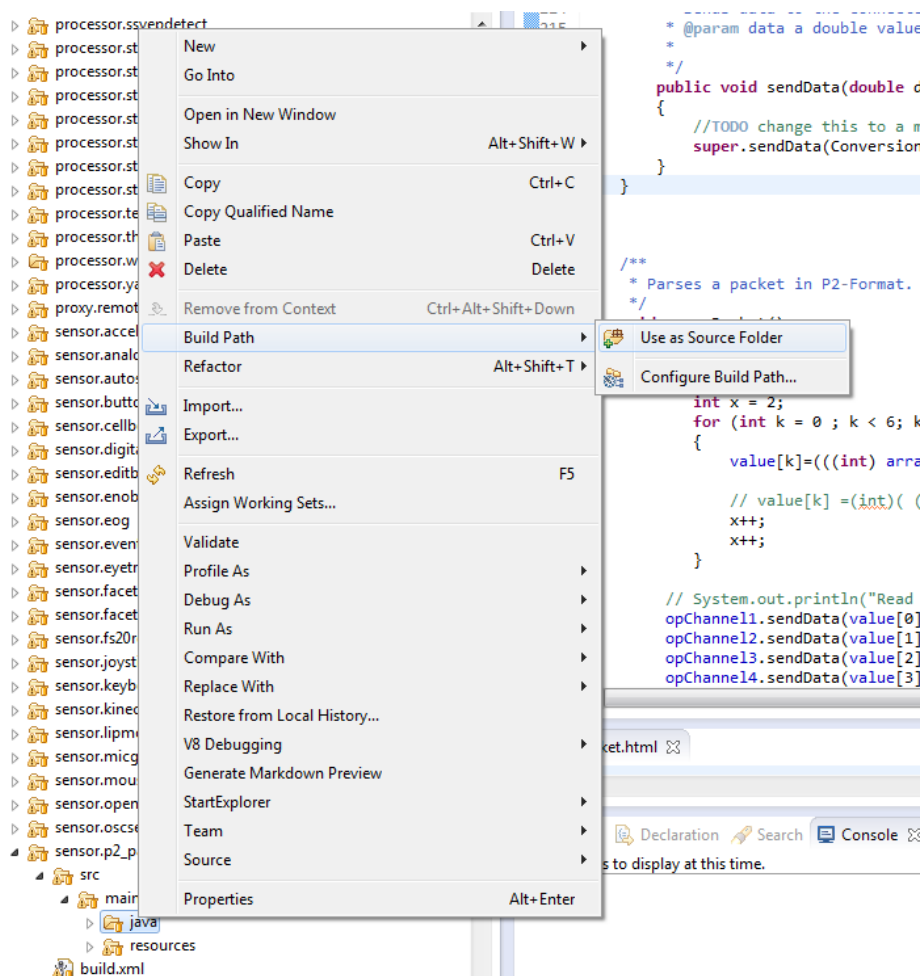 processor.ssvepdetect
processor.st
processor.st
processor.st
processor.st
processor.st
processor.st
processor.st
processor.te
processor.th
processor.w
processor.ya
proxy.remot
sensor.accel
sensor.analo
sensor.autos
sensor.butto
sensor.cellb
sensor.digita
sensor.editb
sensor.enob
sensor.eog
sensor.even
sensor.eyetr
sensor.facet
sensor.facet
sensor.fs20r
sensor.joyst
sensor.keyb
sensor.kinec
sensor.lipmo
sensor.micg
sensor.mou
sensor.open
sensor.oscse
sensor.p2_p
src
main
java
resources
build.xml
New
Go Into
Open in New Window
Show In Alt+Shift+W
Copy Ctrl+C
Copy Qualified Name
Paste Ctrl+V
Delete Delete
Remove from Context Ctrl+Alt+Shift+Down
Build Path
Refactor Alt+Shift+T
Import...
Export...
Refresh F5
Assign Working Sets...
Validate
Profile As
Debug As
Run As
Compare With
Replace With
Restore from Local History...
V8 Debugging
Generate Markdown Preview
StartExplorer
Team
Source
Properties Alt+Enter
Use as Source Folder
Configure Build Path...
215
* @param data a double value
*
*/
public void sendData(double d
{
//TODO change this to a m
super.sendData(Conversion
}
}
/**
* Parses a packet in P2-Format.
*/
int x = 2;
for (int k = 0 ; k < 6; k
{
value[k]=(((int) arra
// value[k] =(int)( (
x++;
x++;
}
// System.out.println("Read
opChannel1.sendData(value[0]
opChannel2.sendData(value[1]
opChannel3.sendData(value[2]
opChannel4.sendData(value[3]
ket.html
Declaration Search Console
s to display at this time.